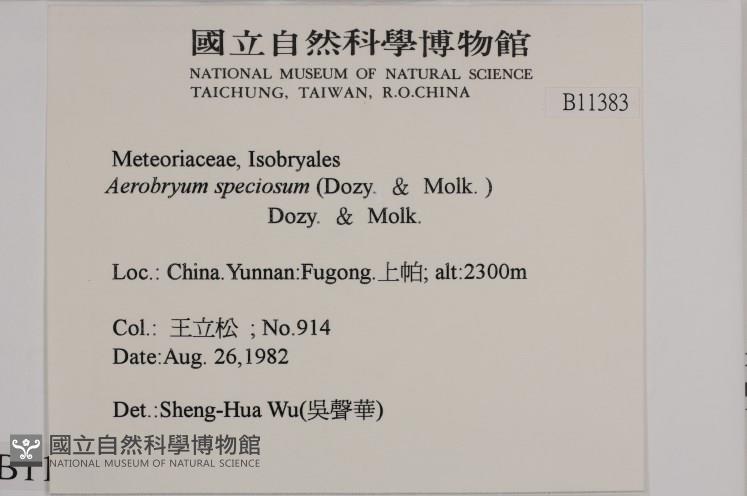 國立自然科學博物館
NATIONAL MUSEUM OF NATURAL SCIENCE
TAICHUNG, TAIWAN, R.O.CHINA
B11383
Meteoriaceae, Isobryales
Aerobryum speciosum (Dozy. & Molk. )
Dozy. & Molk.
Loc.: China.Yunnan:Fugong.上帕; alt:2300m
Col.: 王立松 ; No.914
Date:Aug. 26,1982
Det.:Sheng-Hua Wu(吳聲華)
國立自然科學博物館
NATIONAL MUSEUM OF NATURAL SCIENCE